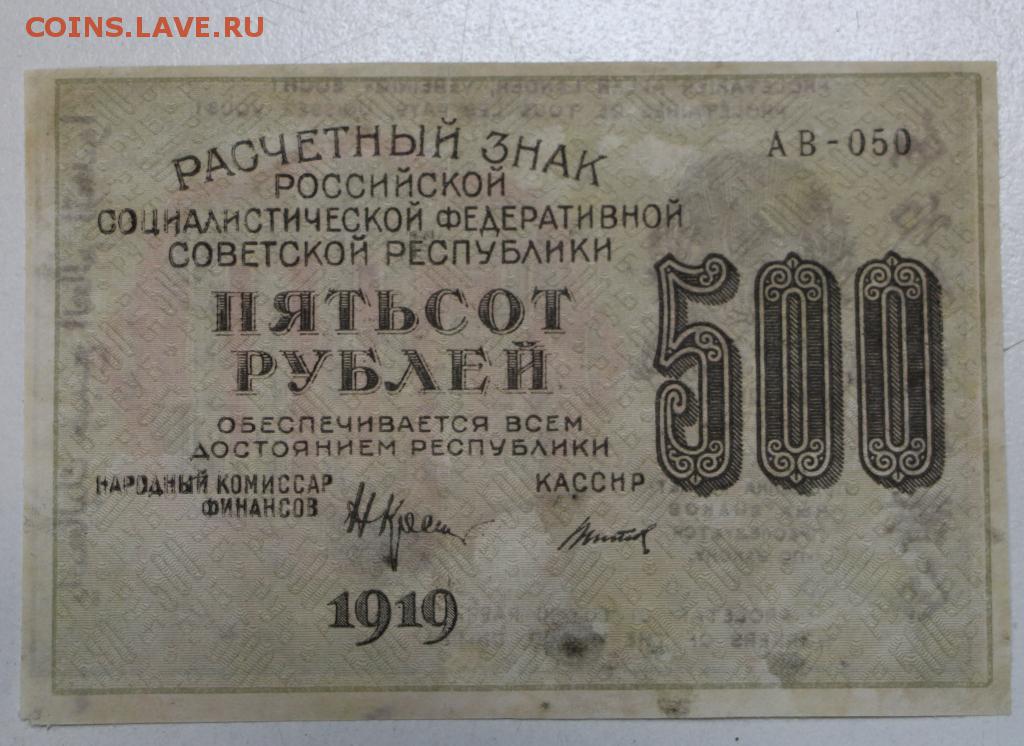 COINS.LAVE.RU
АВ-050
РАСЧЕТНЫЙ ЗНАК
РОССИЙСКОЙ
СОЦИАЛИСТИЧЕСКОЙ ФЕДЕРАТИВНОЙ
СОВЕТСКОЙ РЕСПУБЛИКИ
ПЯТЬСОТ
РУБЛЕЙ
500
ОБЕСПЕЧИВАЕТСЯ ВСЕМ
ДОСТОЯНИЕМ РЕСПУБЛИКИ
НАРОДНЫЙ КОМИССАР
ФИНАНСОВ
КАССИР
1919